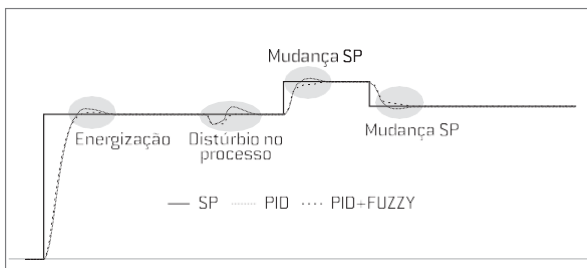 Mudança SP
Energização
Distúrbio no
processo
Mudança SP
SP
PID
PID+FUZZY